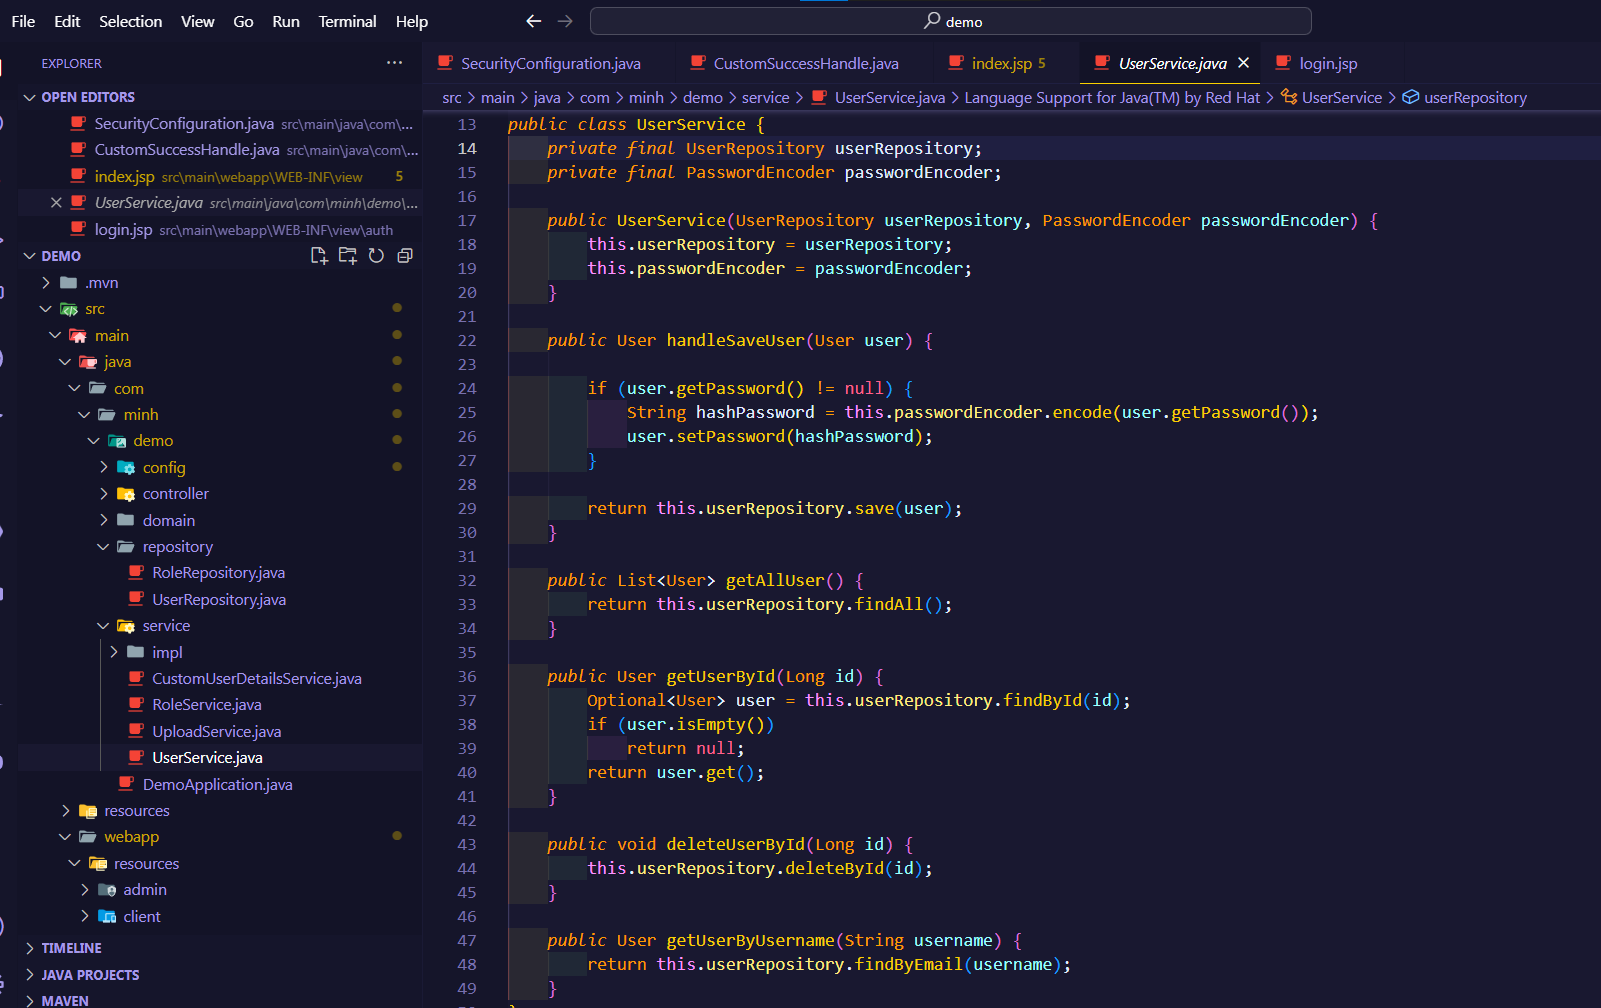 File Edit Selection View Go Run Terminal Help
demo
EXPLORER
OPEN EDITORS
SecurityConfiguration.java src\main\java\com\...
CustomSuccessHandle.java src\main\java\com\...
index.jsp src\main\webapp\WEB-INF\view 5
UserService.java src\main\java\com\minh\demo\...
login.jsp src\main\webapp\WEB-INF\view\auth
DEMO
.mvn
src
main
java
com
minh
demo
config
controller
domain
repository
RoleRepository.java
UserRepository.java
service
impl
CustomUserDetailsService.java
RoleService.java
UploadService.java
UserService.java
DemoApplication.java
resources
webapp
resources
admin
client
TIMELINE
JAVA PROJECTS
MAVEN
SecurityConfiguration.java CustomSuccessHandle.java index.jsp 5 UserService.java login.jsp
src > main > java > com > minh > demo > service > UserService.java > Language Support for Java(TM) by Red Hat > UserService > userRepository
13 public class UserService {
14 private final UserRepository userRepository;
15 private final PasswordEncoder passwordEncoder;
16
17 public UserService(UserRepository userRepository, PasswordEncoder passwordEncoder) {
18 this.userRepository = userRepository;
19 this.passwordEncoder = passwordEncoder;
20 }
21
22 public User handleSaveUser(User user) {
23
24 if (user.getPassword() != null) {
25 String hashPassword = this.passwordEncoder.encode(user.getPassword());
26 user.setPassword(hashPassword);
27 }
28
29 return this.userRepository.save(user);
30 }
31
32 public List<User> getAllUser() {
33 return this.userRepository.findAll();
34 }
35
36 public User getUserById(Long id) {
37 Optional<User> user = this.userRepository.findById(id);
38 if (user.isEmpty())
39 return null;
40 return user.get();
41 }
42
43 public void deleteUserById(Long id) {
44 this.userRepository.deleteById(id);
45 }
46
47 public User getUserByUsername(String username) {
48 return this.userRepository.findByEmail(username);
49 }